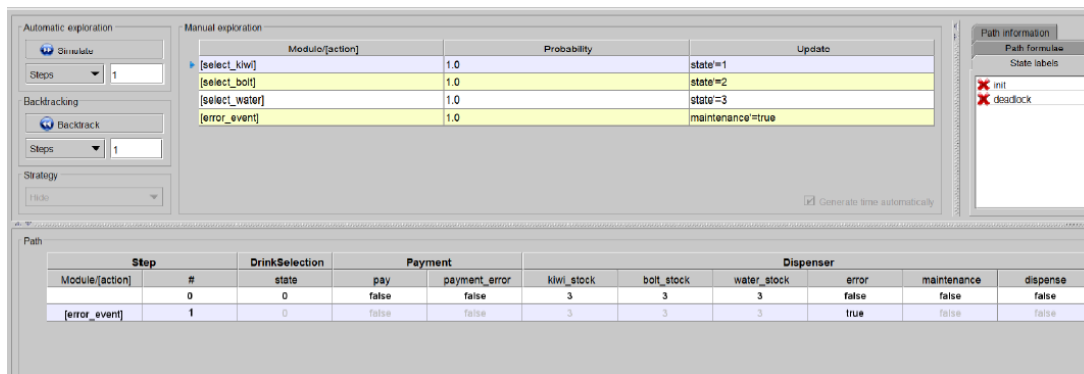 Automatic exploration
Simulate
Steps 1
Backtracking
Backtrack
Steps 1
Strategy
Hide
Manual exploration
Module/[action] Probability Update
[select_kiwi] 1.0 state'=1
[select_bolt] 1.0 state'=2
[select_water] 1.0 state'=3
[error_event] 1.0 maintenance'=true
Generate time automatically
Path information
Path formulae
State labels
init
deadlock
Path
Step DrinkSelection Payment Dispenser
Module/[action] # state pay payment_error kiwi_stock bolt_stock water_stock error maintenance dispense
0 0 false false 3 3 3 false false false
[error_event] 1 0 false false 3 3 3 true false false